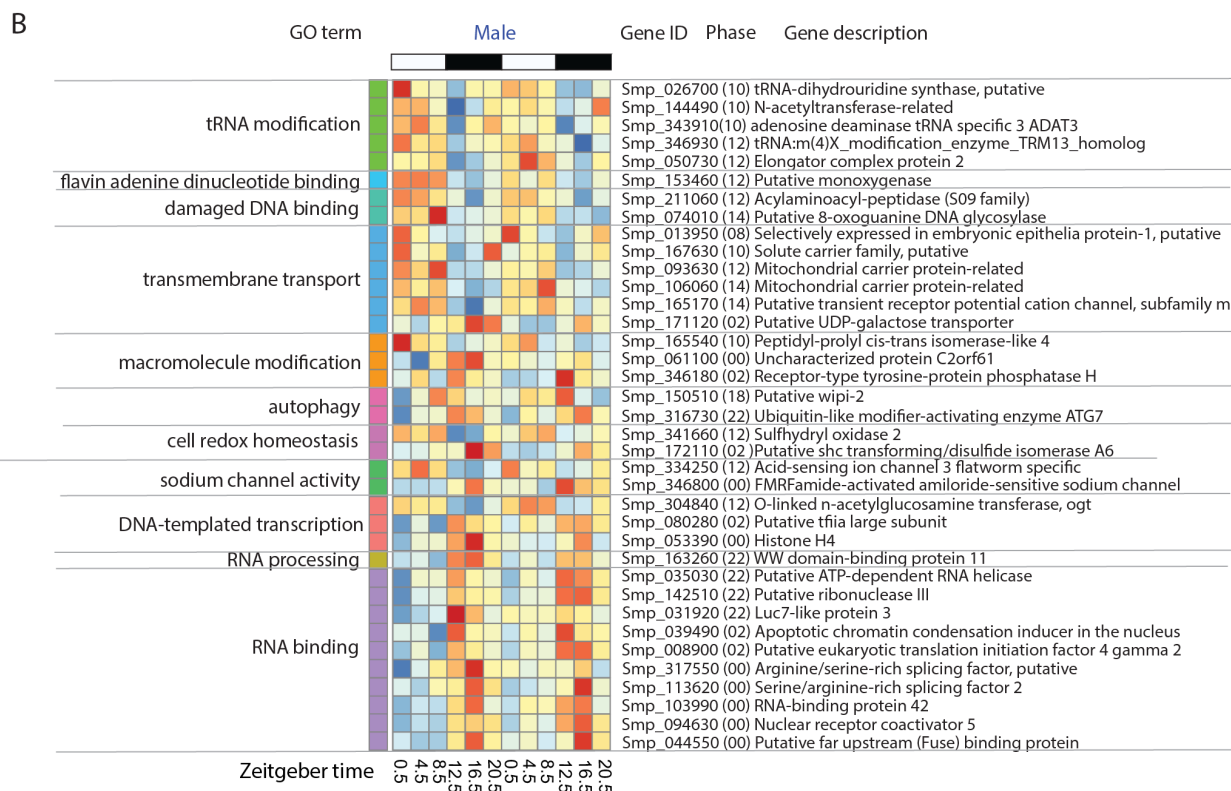 B
GO term Male Gene ID Phase Gene description
Smp_026700 (10) tRNA-dihydrouridine synthase, putative
Smp_144490 (10) N-acetyltransferase-related
tRNA modification Smp_343910(10) adenosine deaminase tRNA specific 3 ADAT3
Smp_346930 (12) tRNA:m(4)X_modification_enzyme_TRM13_homolog
Smp_050730 (12) Elongator complex protein 2
flavin adenine dinucleotide binding Smp_153460 (12) Putative monoxygenase
Smp_211060 (12) Acylaminoacyl-peptidase (S09 family)
damaged DNA binding Smp_074010 (14) Putative 8-oxoguanine DNA glycosylase
Smp_013950 (08) Selectively expressed in embryonic epithelia protein-1, putative
Smp_167630 (10) Solute carrier family, putative
Smp_093630 (12) Mitochondrial carrier protein-related
transmembrane transport Smp_106060 (14) Mitochondrial carrier protein-related
Smp_165170 (14) Putative transient receptor potential cation channel, subfamily m
Smp_171120 (02) Putative UDP-galactose transporter
Smp_165540 (10) Peptidyl-prolyl cis-trans isomerase-like 4
macromolecule modification Smp_061100 (00) Uncharacterized protein C2orf61
Smp_346180 (02) Receptor-type tyrosine-protein phosphatase H
Smp_150510 (18) Putative wipi-2
autophagy Smp_316730 (22) Ubiquitin-like modifier-activating enzyme ATG7
Smp_341660 (12) Sulfhydryl oxidase 2
cell redox homeostasis Smp_172110 (02 )Putative shc transforming/disulfide isomerase A6
Smp_334250 (12) Acid-sensing ion channel 3 flatworm specific
sodium channel activity Smp_346800 (00) FMRFamide-activated amiloride-sensitive sodium channel
Smp_304840 (12) O-linked n-acetylglucosamine transferase, ogt
DNA-templated transcription Smp_080280 (02) Putative tfiia large subunit
Smp_053390 (00) Histone H4
RNA processing Smp_163260 (22) WW domain-binding protein 11
Smp_035030 (22) Putative ATP-dependent RNA helicase
Smp_142510 (22) Putative ribonuclease III
Smp_031920 (22) Luc7-like protein 3
Smp_039490 (02) Apoptotic chromatin condensation inducer in the nucleus
RNA binding Smp_008900 (02) Putative eukaryotic translation initiation factor 4 gamma 2
Smp_317550 (00) Arginine/serine-rich splicing factor, putative
Smp_113620 (00) Serine/arginine-rich splicing factor 2
Smp_103990 (00) RNA-binding protein 42
Smp_094630 (00) Nuclear receptor coactivator 5
Smp_044550 (00) Putative far upstream (Fuse) binding protein
Zeitgeber time 0.5 4.5 8.5 12.5 16.5 20.5 0.5 4.5 8.5 12.5 16.5 20.5